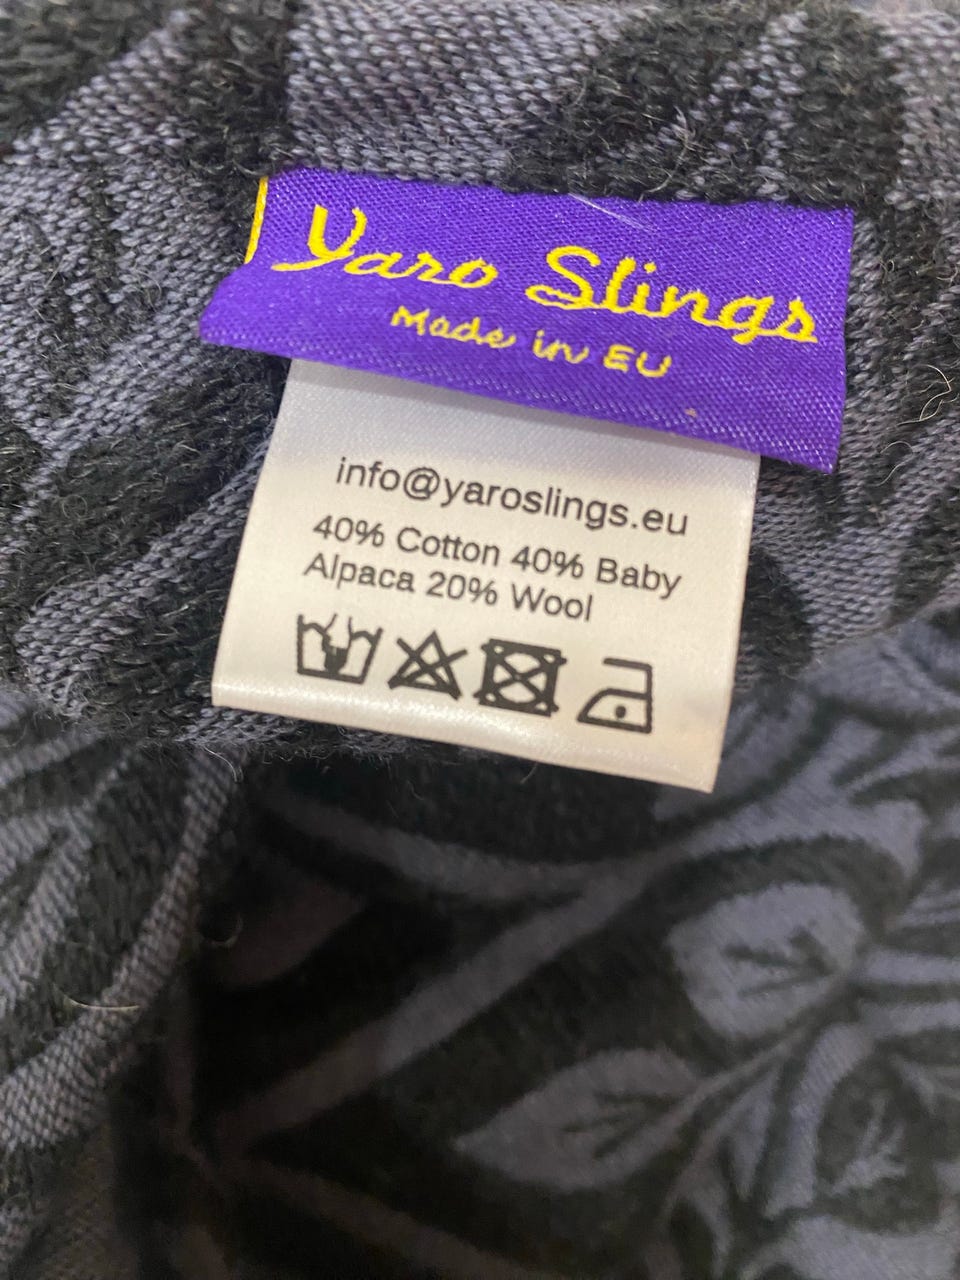 Yaro Slings
Made in EU
info@yaroslings.eu
40% Cotton 40% Baby
Alpaca 20% Wool